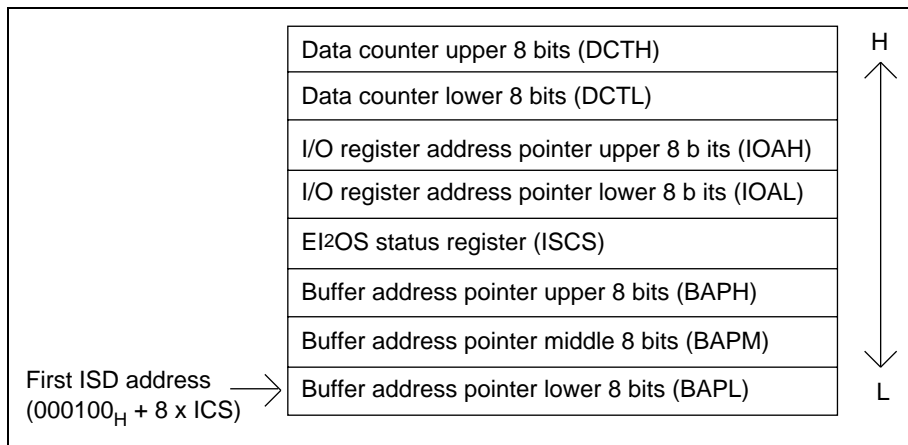 Data counter upper 8 bits (DCTH)
H
Data counter lower 8 bits (DCTL)
I/O register address pointer upper 8 b its (IOAH)
I/O register address pointer lower 8 b its (IOAL)
EI2OS status register (ISCS)
Buffer address pointer upper 8 bits (BAPH)
Buffer address pointer middle 8 bits (BAPM)
First ISD address
(000100H + 8 x ICS)
Buffer address pointer lower 8 bits (BAPL)
L